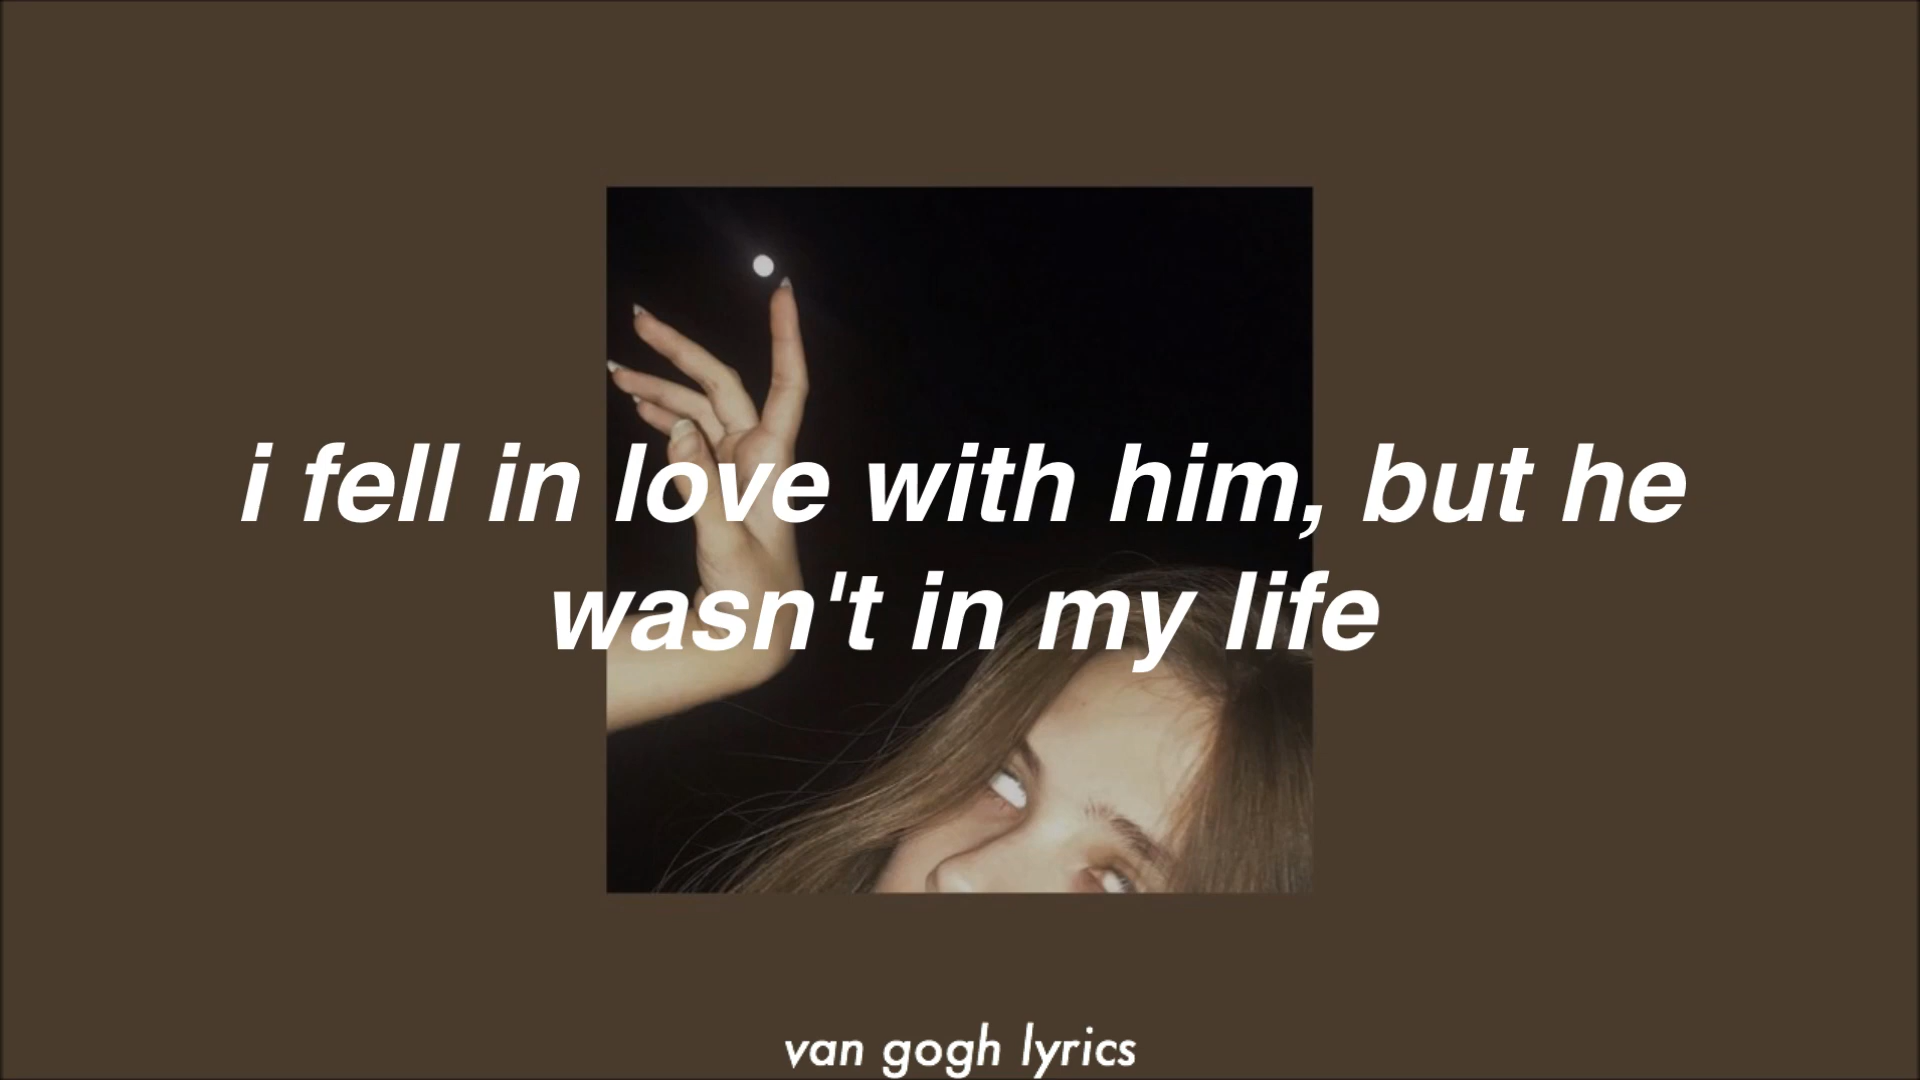 i fell in love with him, but he
wasn't in my life
van gogh lyrics